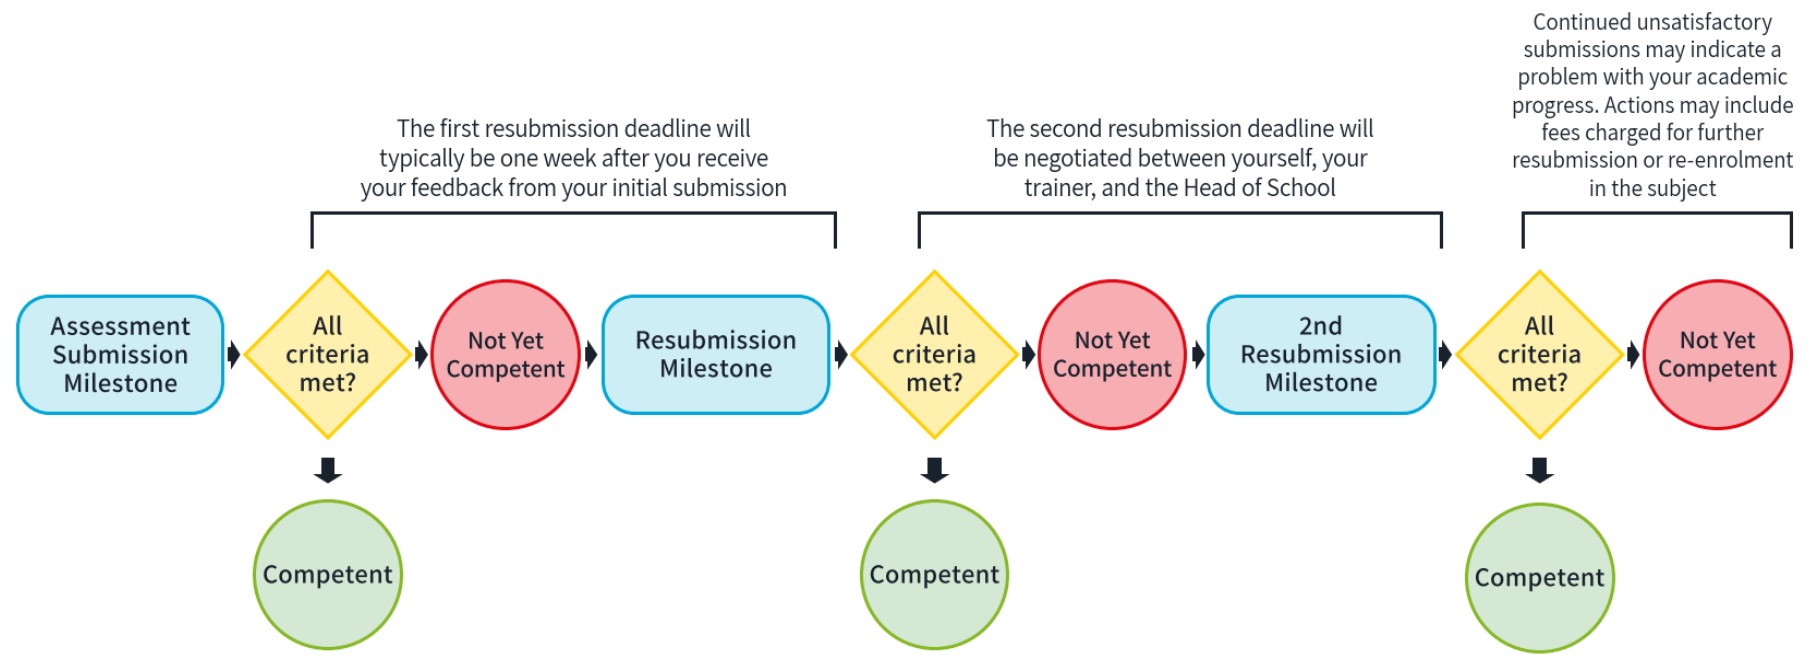 Continued unsatisfactory
submissions may indicate a
problem with your academic
progress. Actions may include
fees charged for further
resubmission or re-enrolment
in the subject
The first resubmission deadline will
typically be one week after you receive
your feedback from your initial submission
The second resubmission deadline will
be negotiated between yourself, your
trainer, and the Head of School
Assessment
Submission
Milestone
All
criteria
met?
Not Yet
Competent
Resubmission
Milestone
All
criteria
met?
Not Yet
Competent
2nd
Resubmission
Milestone
All
criteria
met?
Not Yet
Competent
Competent
Competent
Competent